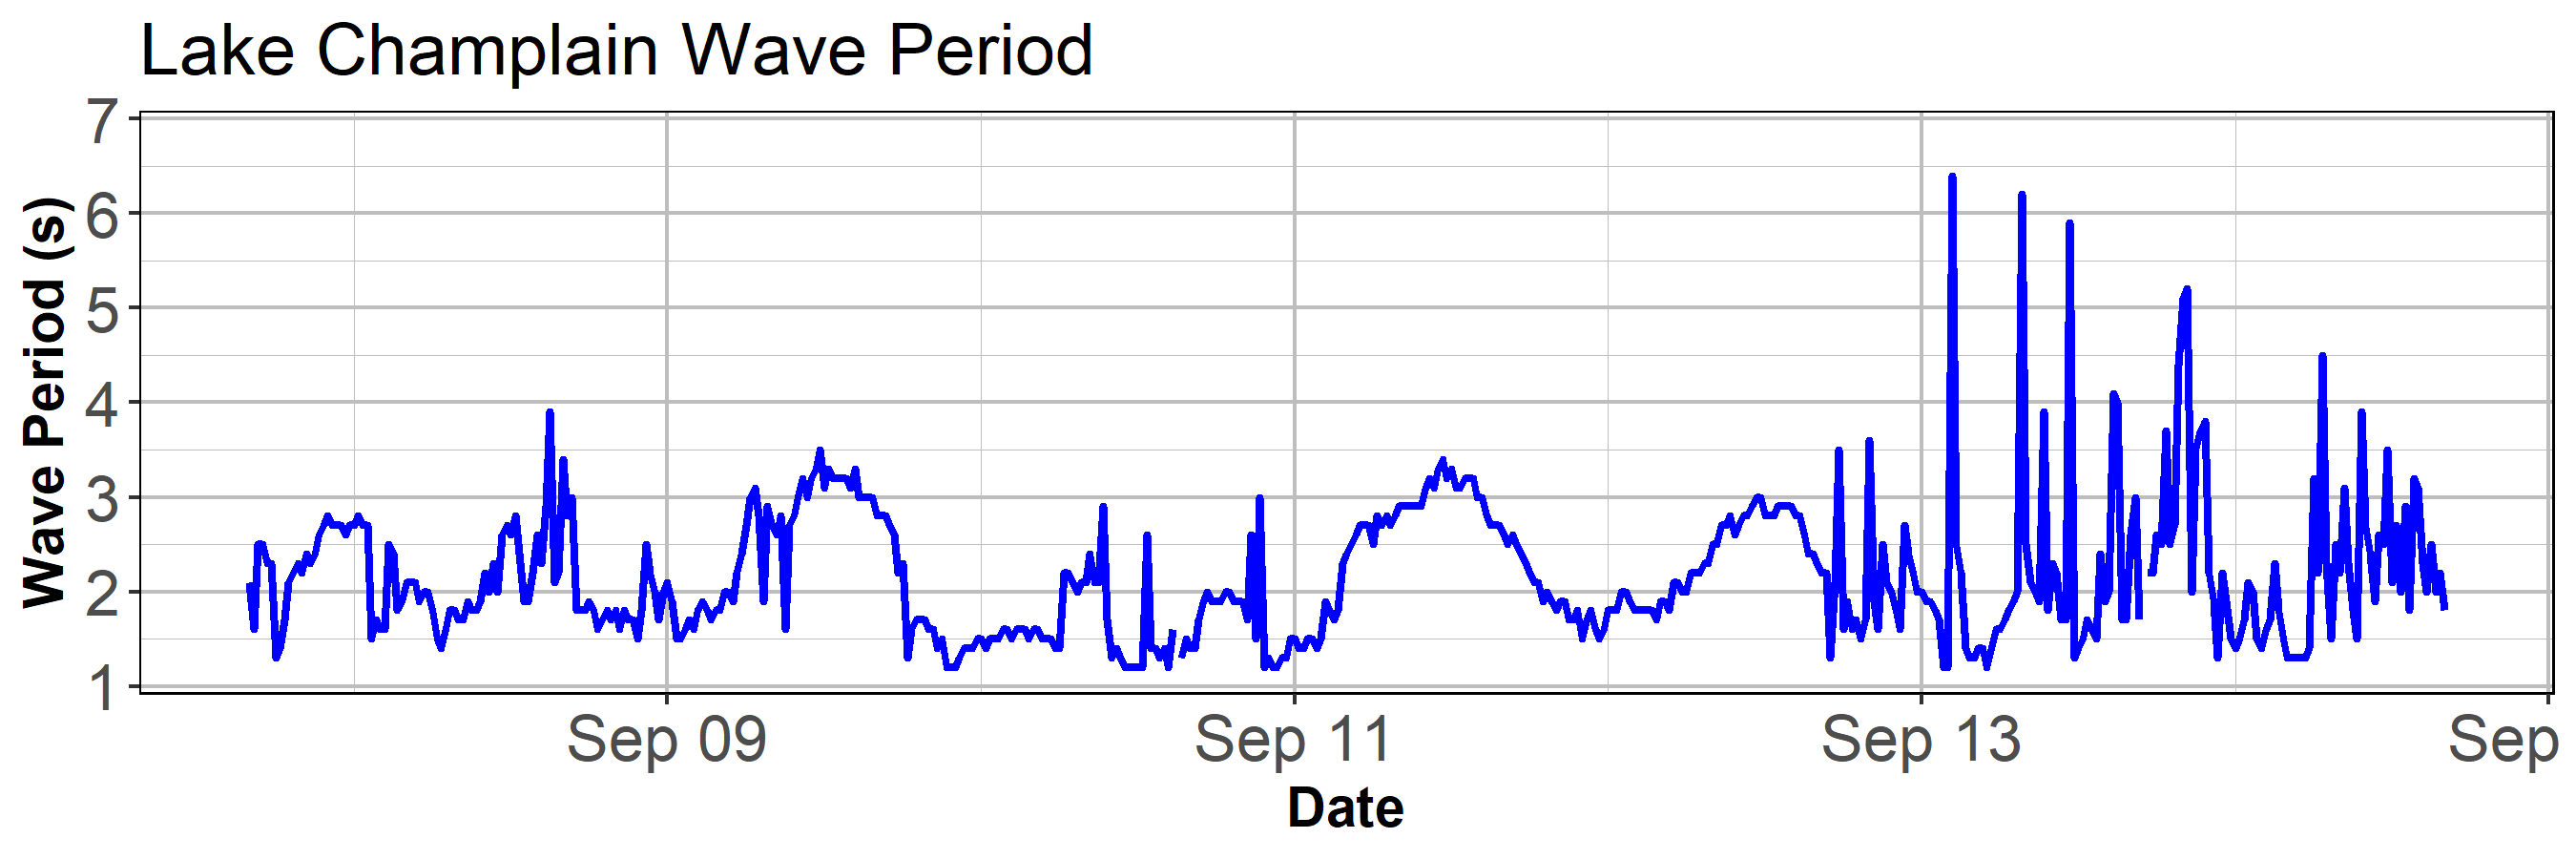 Lake Champlain Wave Period
Wave Period (s)
7
6
5
4
3
2
1
Sep 09
Sep 11
Sep 13
Sep
Date